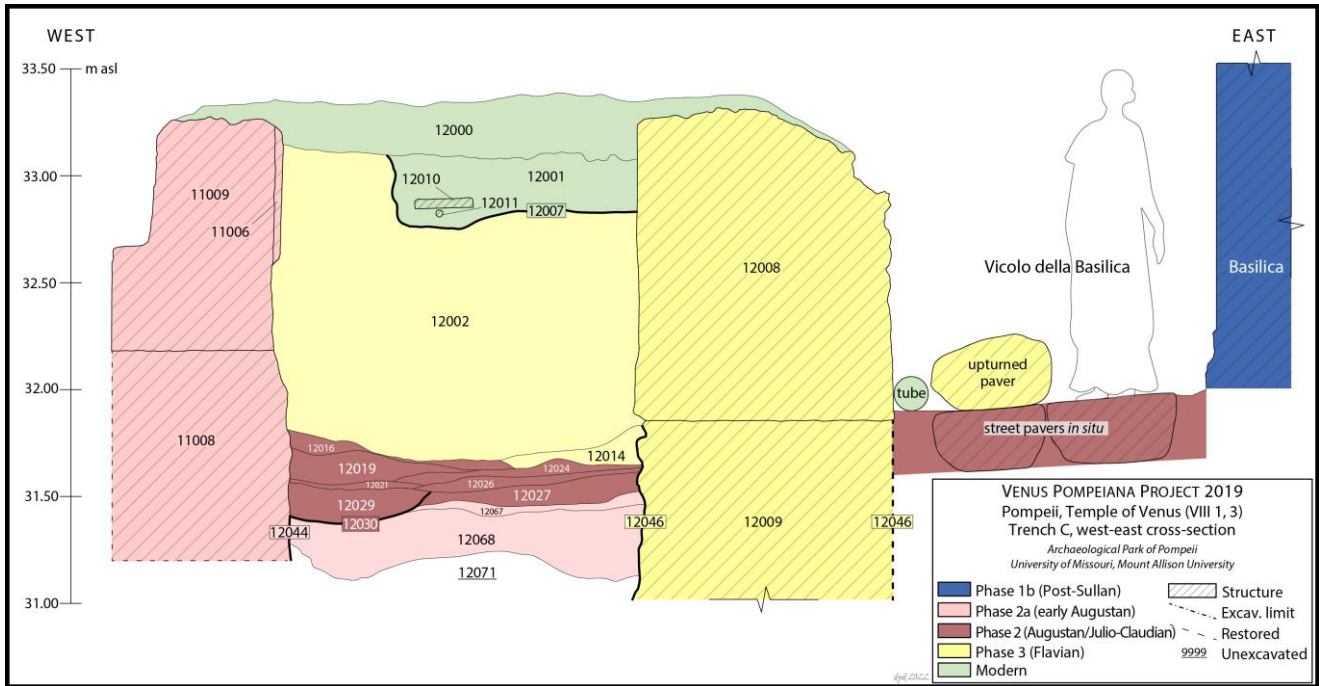 WEST
EAST
33.50 m asl
12000
33.00
11009
12010
12001
12011
12007
11006
32.50
12008
Vicolo della Basilica
Basilica
12002
upturned
paver
32.00
tube
11008
street pavers in situ
12016
12014
12019
12024
12021
12026
31.50
12029
12027
12067
12030
12044
12046
12009
12046
12068
12071
31.00
VENUS POMPEIANA PROJECT 2019
Pompeii, Temple of Venus (VIII 1, 3)
Trench C, west-east cross-section
Archaeological Park of Pompeii
University of Missouri, Mount Allison University
Phase 1b (Post-Sullan)
Phase 2a (early Augustan)
Phase 2 (Augustan/Julio-Claudian)
Phase 3 (Flavian)
Modern
Structure
Excav. limit
Restored
9999 Unexcavated
2022